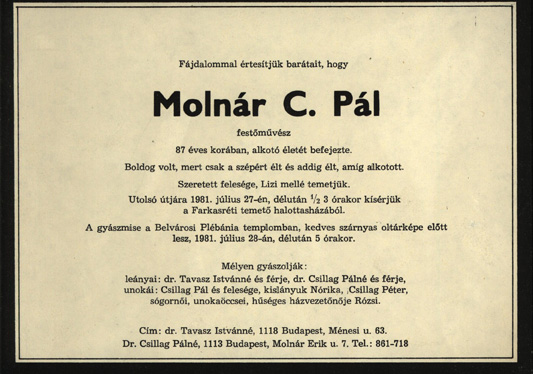 Fájdalommal értesítjük barátait, hogy
Molnár C. Pál
festőművész
87 éves korában, alkotó életét befejezte.
Boldog volt, mert csak a szépért élt és addig élt, amíg alkotott.
Szeretett felesége, Lizi mellé temetjük.
Utolsó útjára 1981. július 27-én, délután 1/2 3 órakor kísérjük
a Farkasréti temető halottasházából.
A gyászmise a Belvárosi Plébánia templomban, kedves szárnyas oltárképe előtt
lesz, 1981. július 28-án, délután 5 órakor.
Mélyen gyászolják:
leányai: dr. Tavasz Istvánné és férje, dr. Csillag Pálné és férje,
unokái: Csillag Pál és felesége, kislányuk Nórika, Csillag Péter,
sógornői, unokaöccsei, hűséges házvezetőnője Rózsi.
Cím: dr. Tavasz Istvánné, 1118 Budapest, Ménesi u. 63.
Dr. Csillag Pálné, 1113 Budapest, Molnár Erik u. 7. Tel.: 861-718